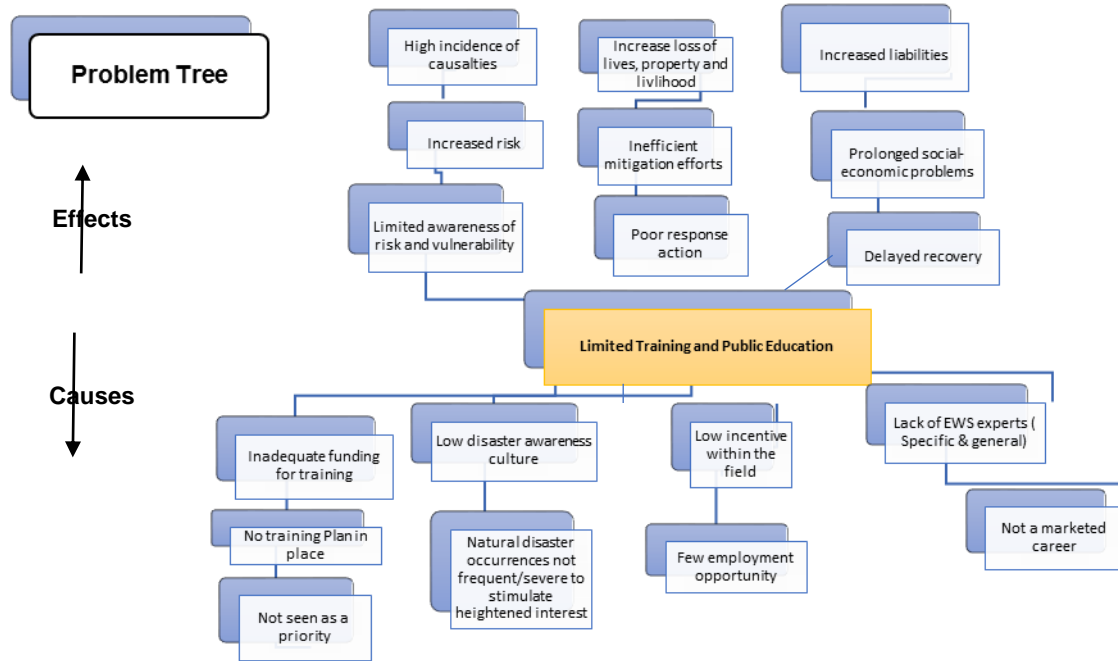 Problem Tree
High incidence of
causalties
Increase loss of
lives, property and
livlihood
Increased liabilities
Increased risk
Inefficient
mitigation efforts
Prolonged social-
economic problems
Effects
Limited awareness of
risk and vulnerability
Poor response
action
Delayed recovery
Limited Training and Public Education
Causes
Inadequate funding
for training
Low disaster awareness
culture
Low incentive
within the
field
Lack of EWS experts (
Specific & general)
No training Plan in
place
Natural disaster
occurrences not
frequent/severe to
stimulate
heightened interest
Few employment
opportunity
Not a marketed
career
Not seen as a
priority